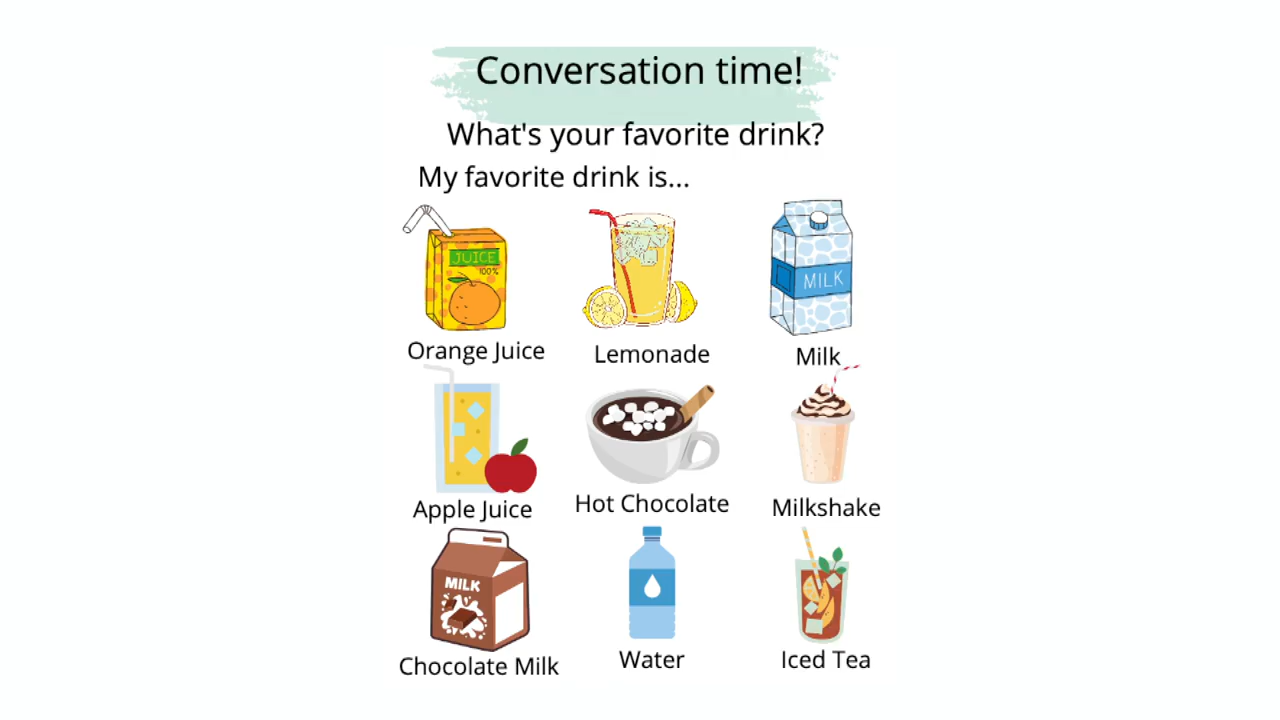 Conversation time!
What's your favorite drink?
My favorite drink is...
JUICE
100%
MILK
Orange Juice
Lemonade
Milk
Apple Juice
Hot Chocolate
Milkshake
MILK
Chocolate Milk
Water
Iced Tea